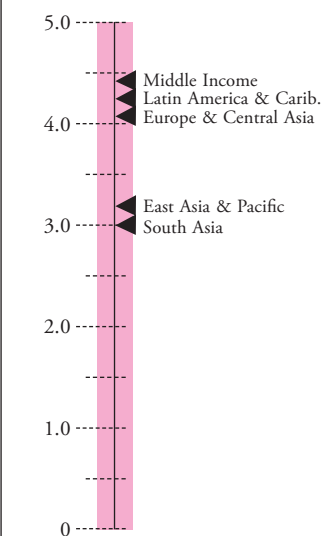 5.0
Middle Income
Latin America & Carib.
4.0
Europe & Central Asia
East Asia & Pacific
3.0
South Asia
2.0
1.0
0